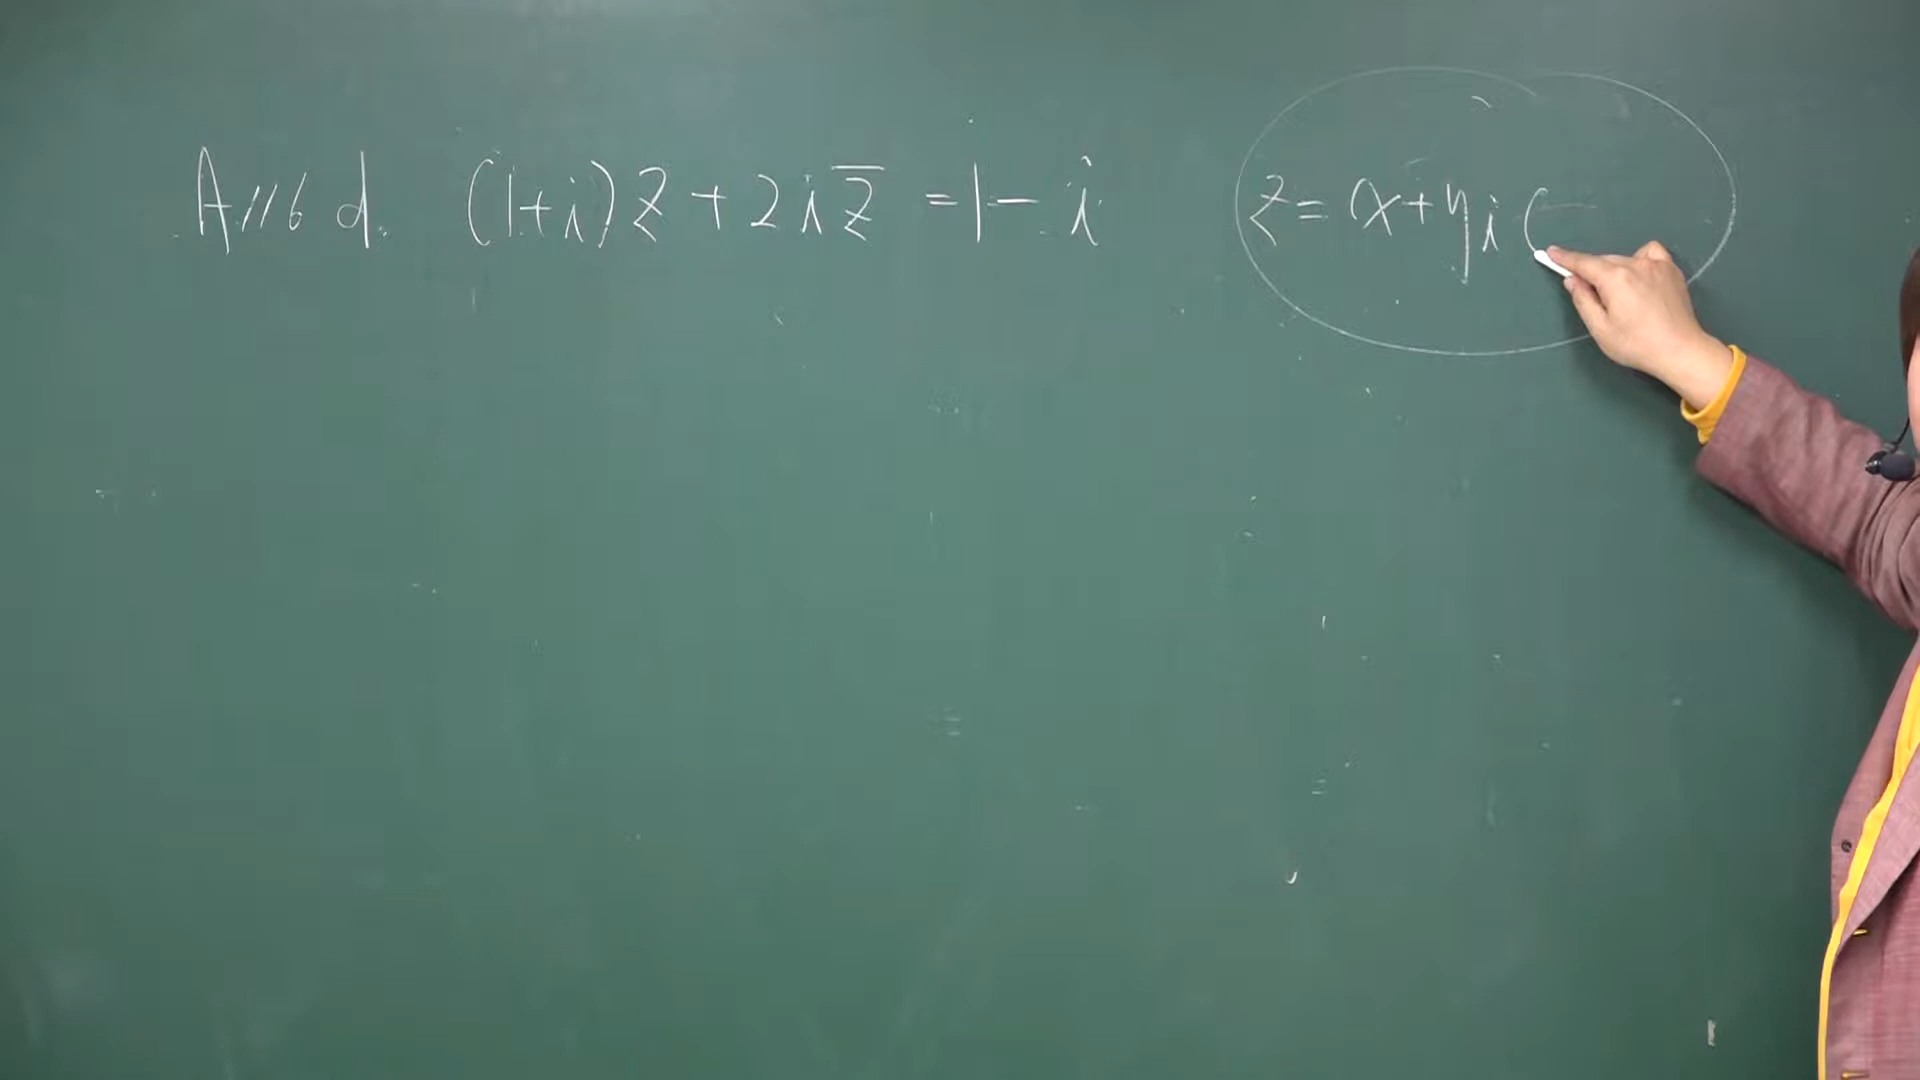 A116 d. (1+i)z+2i z̅ =1-i
z=x+yi (